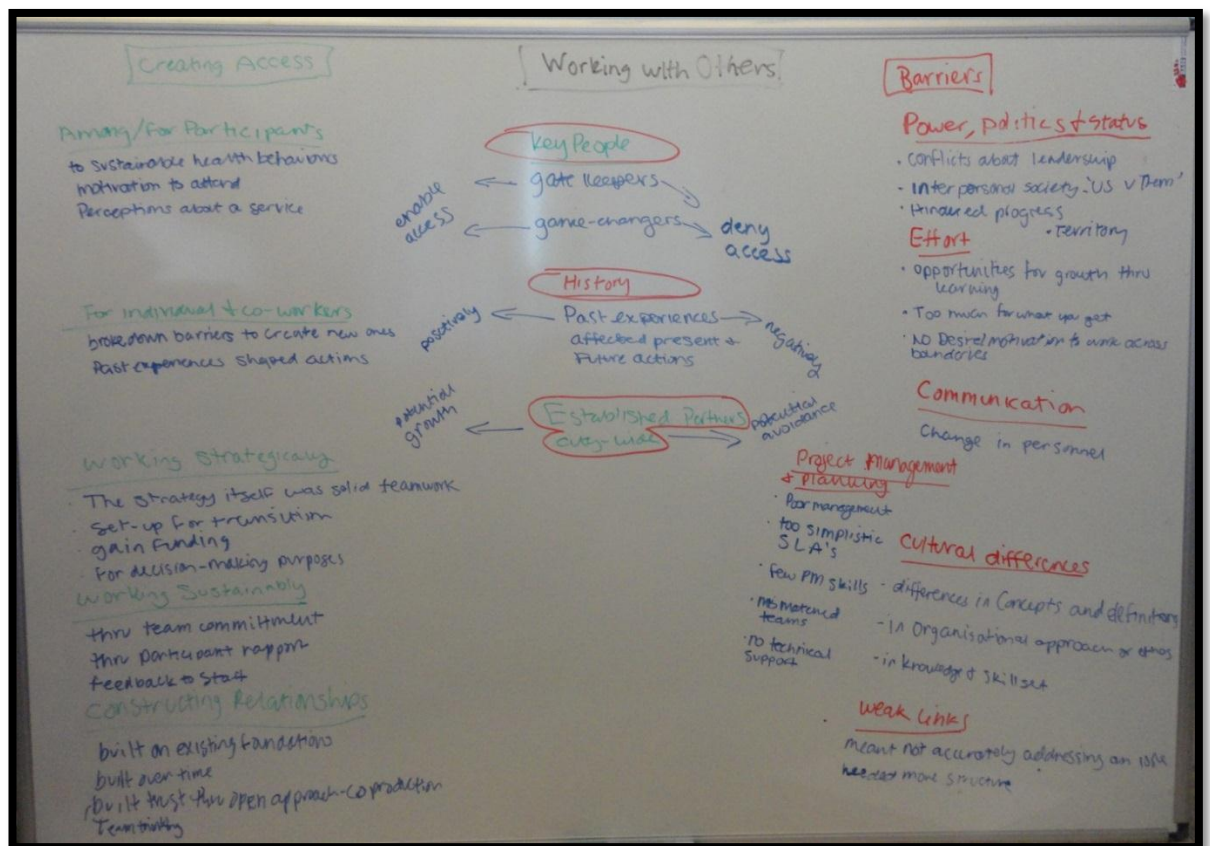 Creating Access
Among/For Participants
to sustainable health behaviors
motivation to attend
Perceptions about a service
For individual + co-workers
broke down barriers to create new ones
Past experiences shaped actions
Working Strategically
· The strategy itself was solid teamwork
· set-up for transition
· gain funding
· For decision-making purposes
Working Sustainably
thru team committment
thru participant rapport
feedback to staff
Constructing Relationships
built on existing foundations
built over time
built trust thru open approach-co production
Team thinking
Working with Others
Key People
gate keepers
game-changers
enable
access
deny
access
History
Past experiences
affected present +
Future actions
positively
negatively
Established Partners
city-wide
potential
growth
potential
avoidance
Barriers
Power, politics + Status
· Conflicts about leadership
- Interpersonal society-'US v Them'
· Hindered progress
· Territory
Effort
· opportunities for growth thru
learning
· Too much for what you get
· NO Desire/motivation to work across
Communication
Change in personnel
Project Management
+ Planning
Poor management
· too simplistic
SLA's
· few PM skills
· mismatched
teams
· no technical
support
Cultural differences
- differences in Concepts and definitions
- in Organisational approach or ethos
- in knowledge + skill set
Weak Links
meant not accurately addressing an
needed more structure